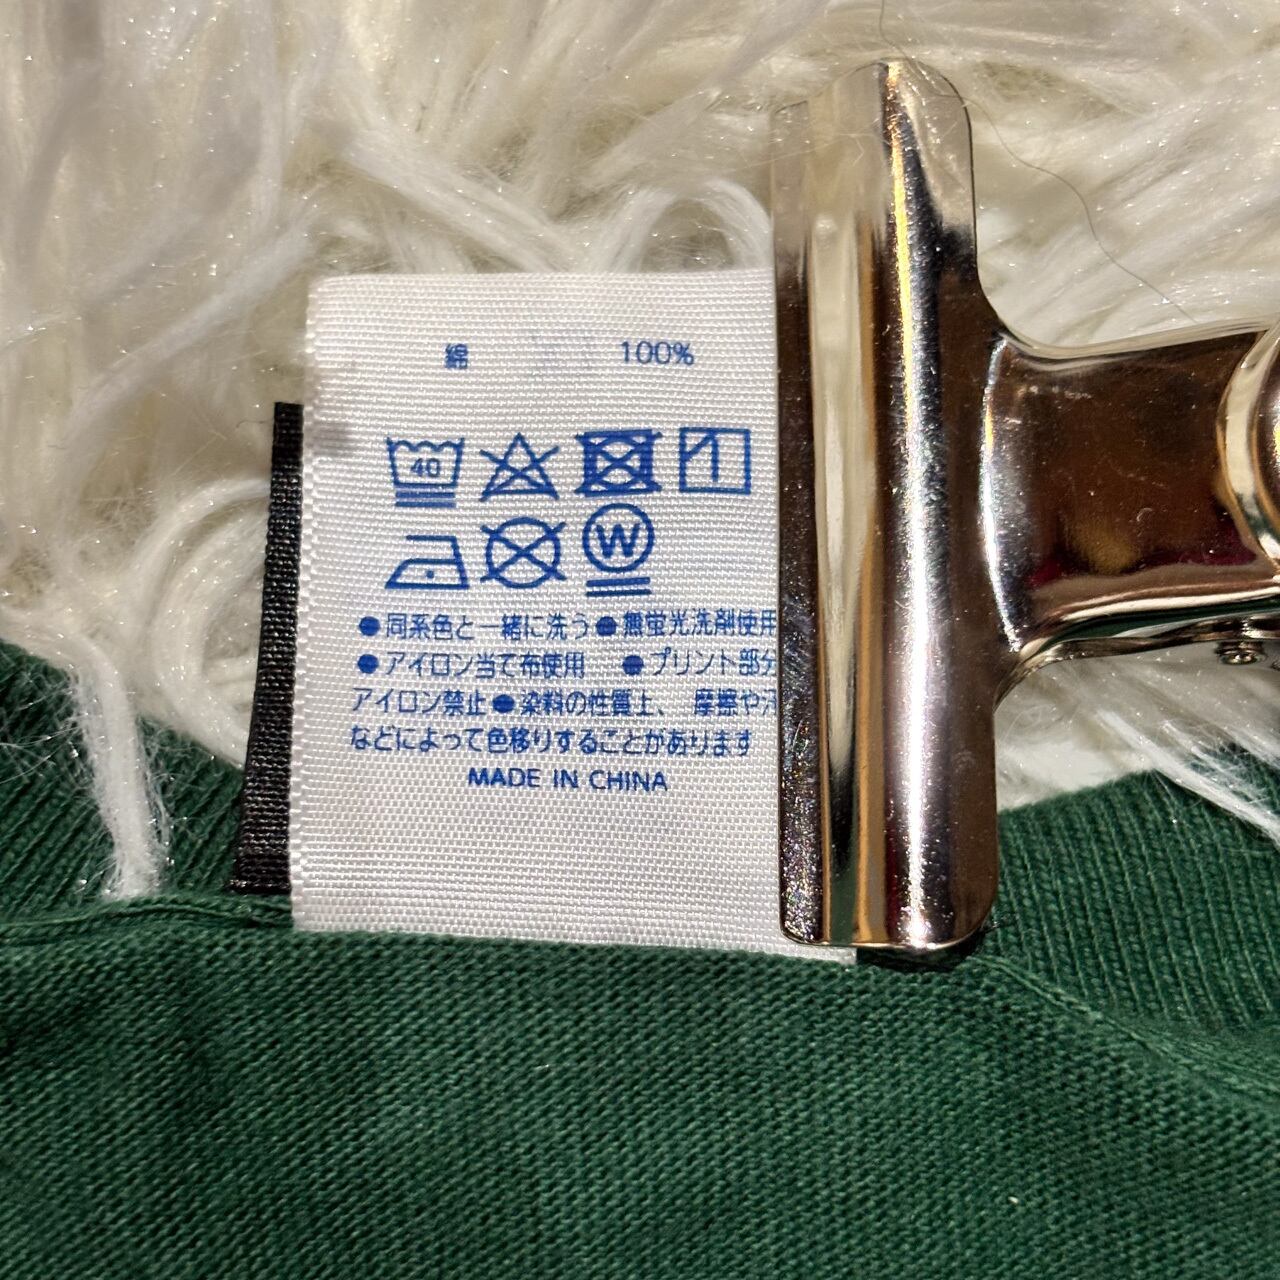 綿 100%
40
W
●同系色と一緒に洗う●無蛍光洗剤使用
●アイロン当て布使用 ●プリント部分
アイロン禁止●染料の性質上、摩擦や汗
などによって色移りすることがあります
MADE IN CHINA